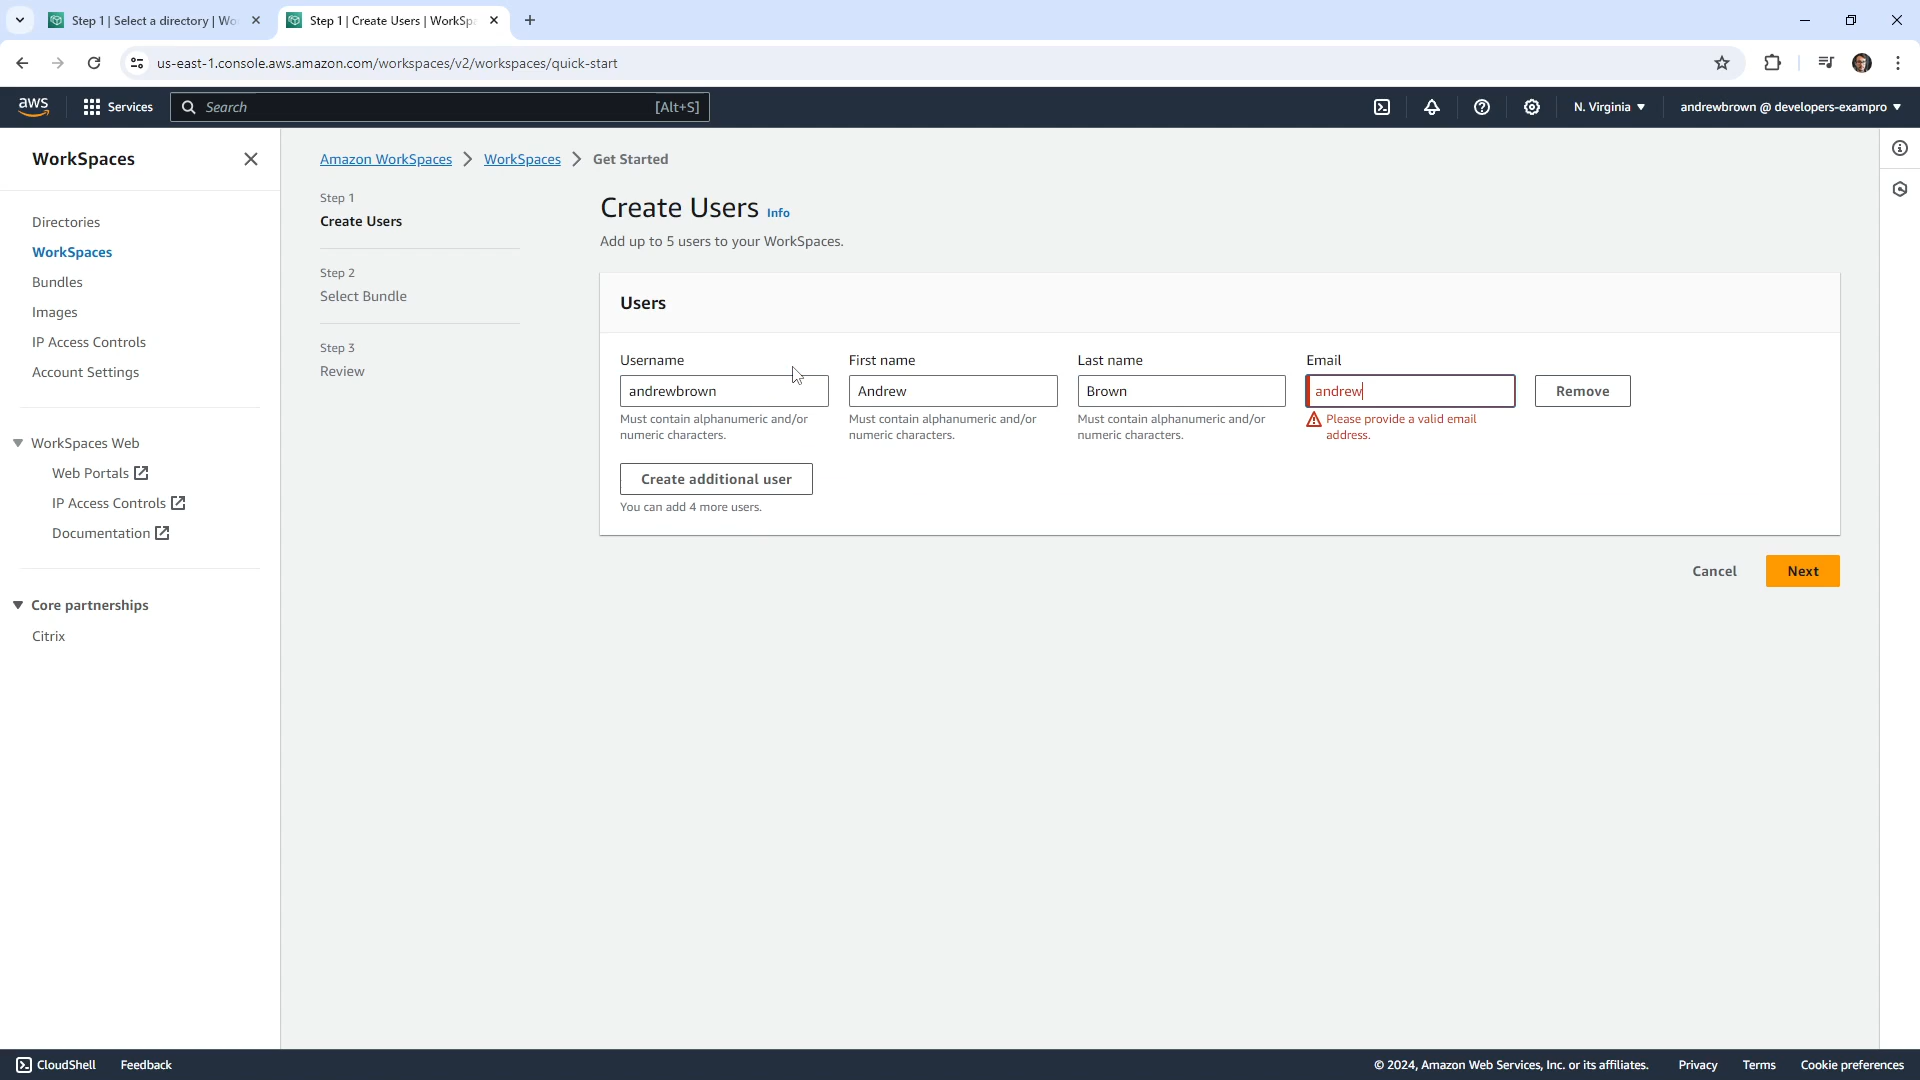 Step 1 | Select a directory | Wo
Step 1 | Create Users | WorkSpa
us-east-1.console.aws.amazon.com/workspaces/v2/workspaces/quick-start
aws
Services
Search
[Alt+S]
N. Virginia
andrewbrown @ developers-exampro
WorkSpaces
Directories
WorkSpaces
Bundles
Images
IP Access Controls
Account Settings
WorkSpaces Web
Web Portals
IP Access Controls
Documentation
Core partnerships
Citrix
Amazon WorkSpaces
WorkSpaces
Get Started
Step 1
Create Users
Step 2
Select Bundle
Step 3
Review
Create Users Info
Add up to 5 users to your WorkSpaces.
Users
Username
andrewbrown
Must contain alphanumeric and/or
numeric characters.
First name
Andrew
Must contain alphanumeric and/or
numeric characters.
Last name
Brown
Must contain alphanumeric and/or
numeric characters.
Email
andrew
Please provide a valid email
address.
Remove
Create additional user
You can add 4 more users.
Cancel
Next
CloudShell
Feedback
© 2024, Amazon Web Services, Inc. or its affiliates.
Privacy
Terms
Cookie preferences